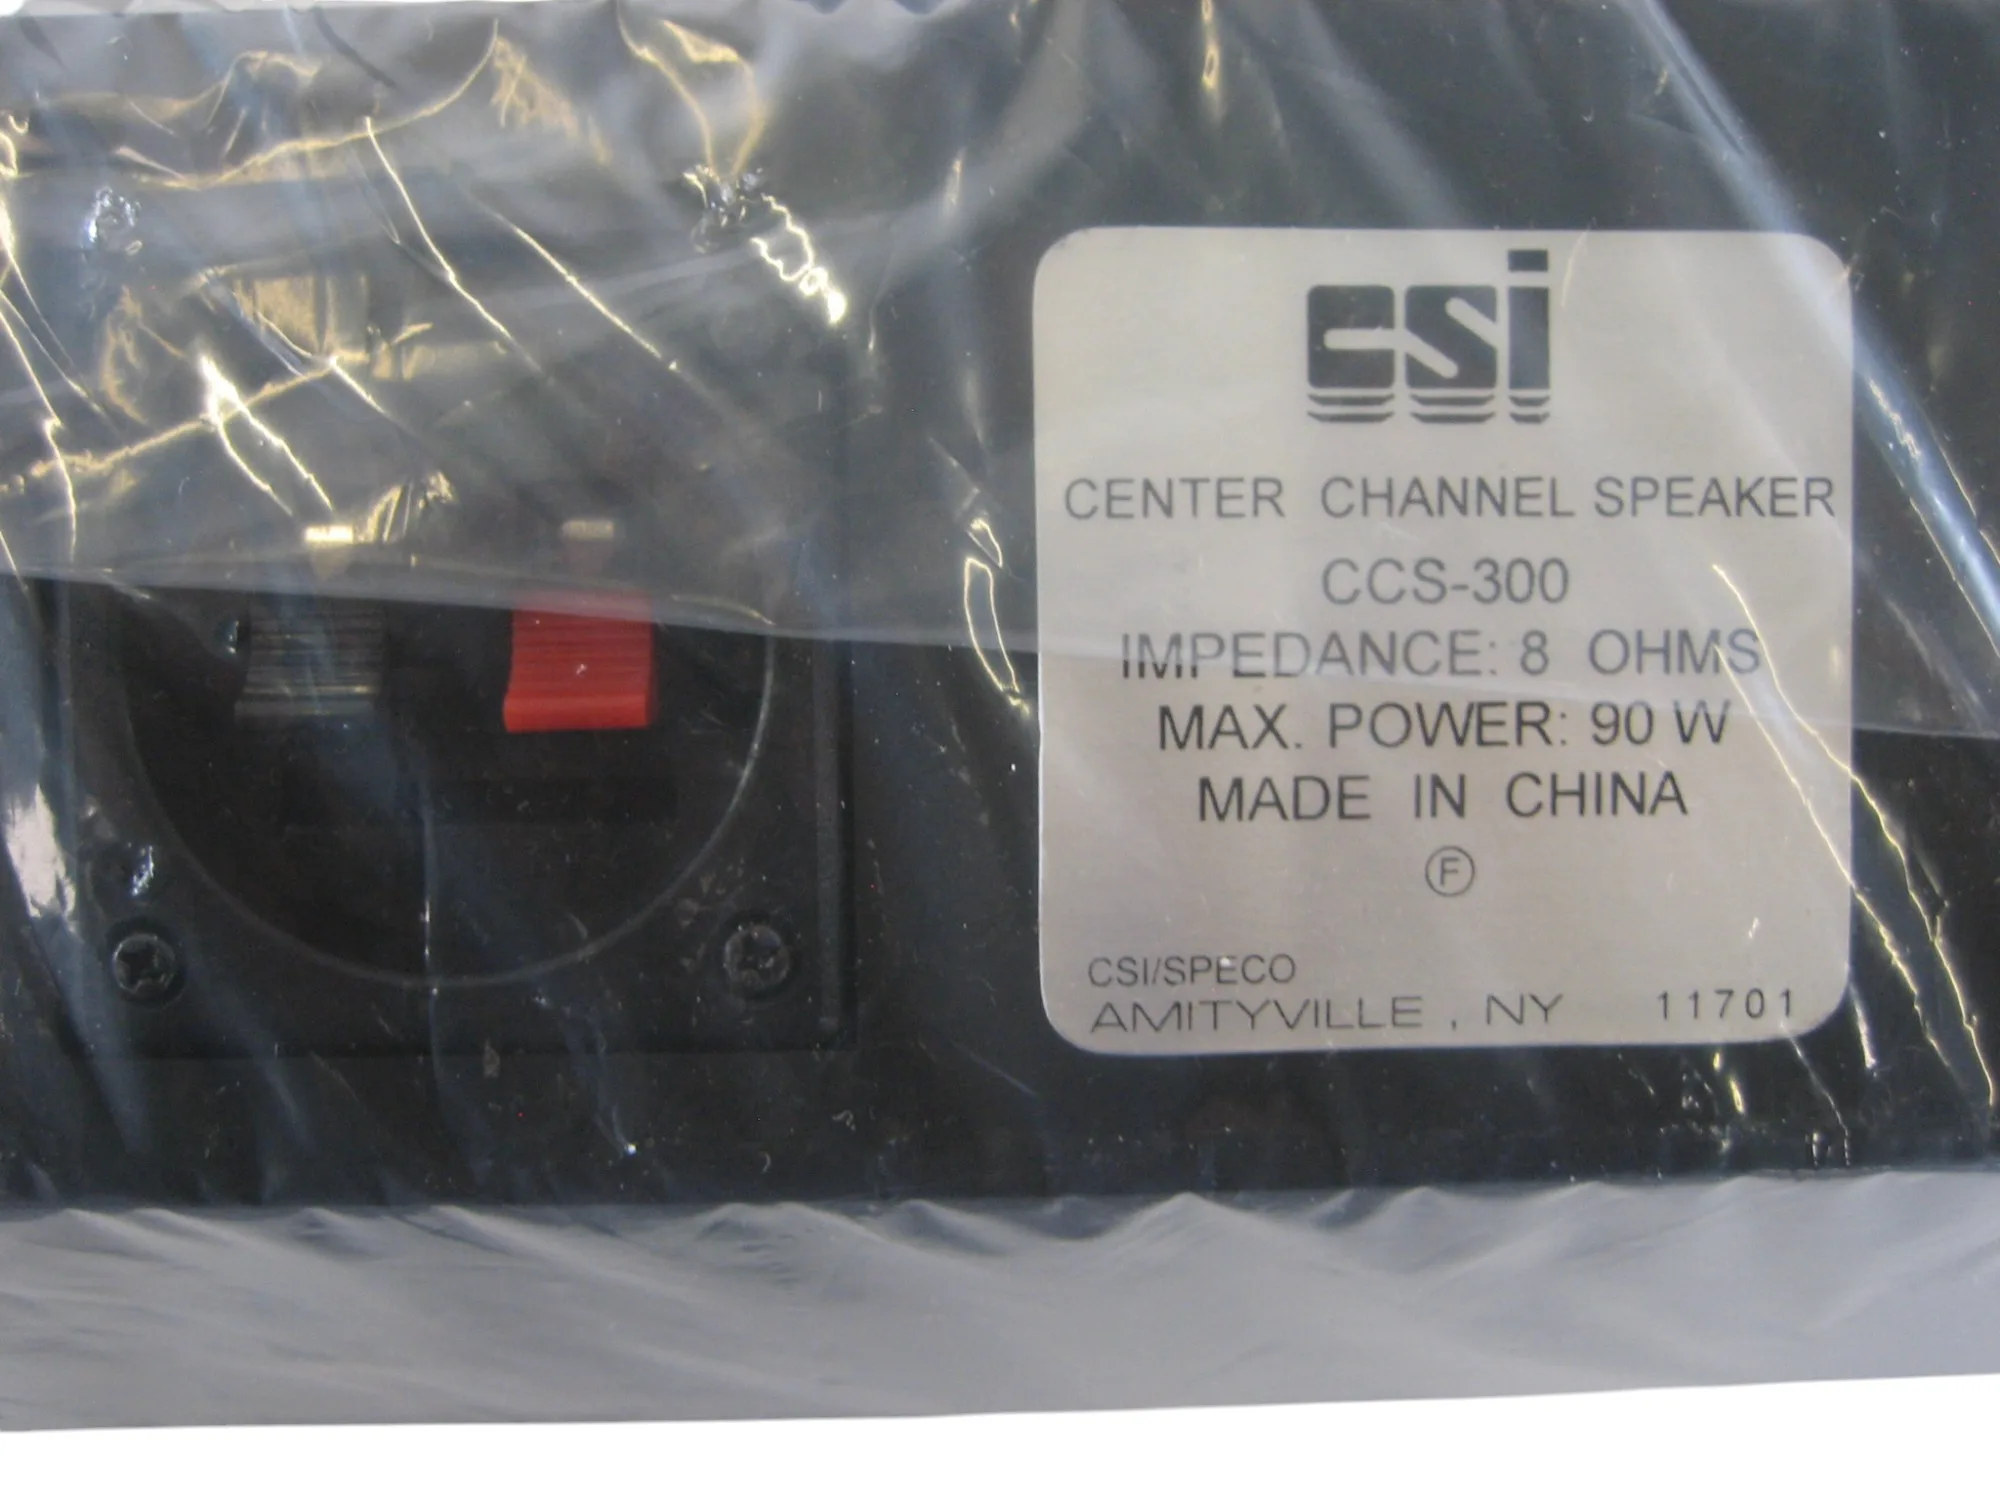 csi
CENTER CHANNEL SPEAKER
CCS-300
IMPEDANCE: 8 OHMS
MAX. POWER: 90 W
MADE IN CHINA
F
CSI/SPECO
AMITYVILLE , NY 11701